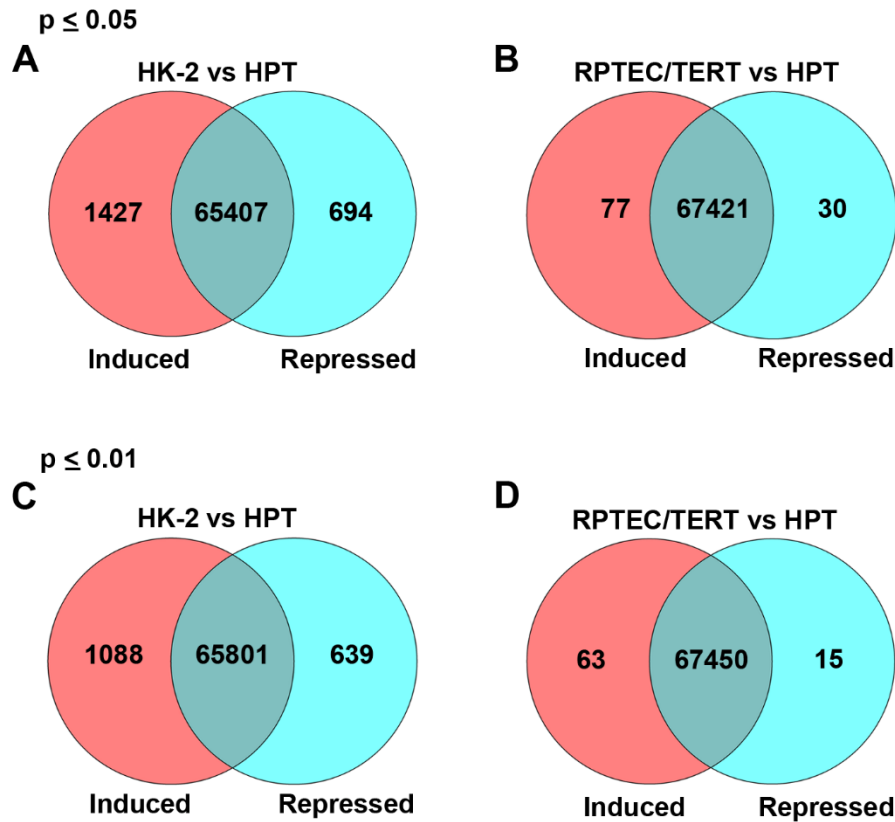 p ≤ 0.05
A
B
HK-2 vs HPT
RPTEC/TERT vs HPT
1427 65407 694
77 67421 30
Induced Repressed
Induced Repressed
p ≤ 0.01
C
D
HK-2 vs HPT
RPTEC/TERT vs HPT
1088 65801 639
63 67450 15
Induced Repressed
Induced Repressed